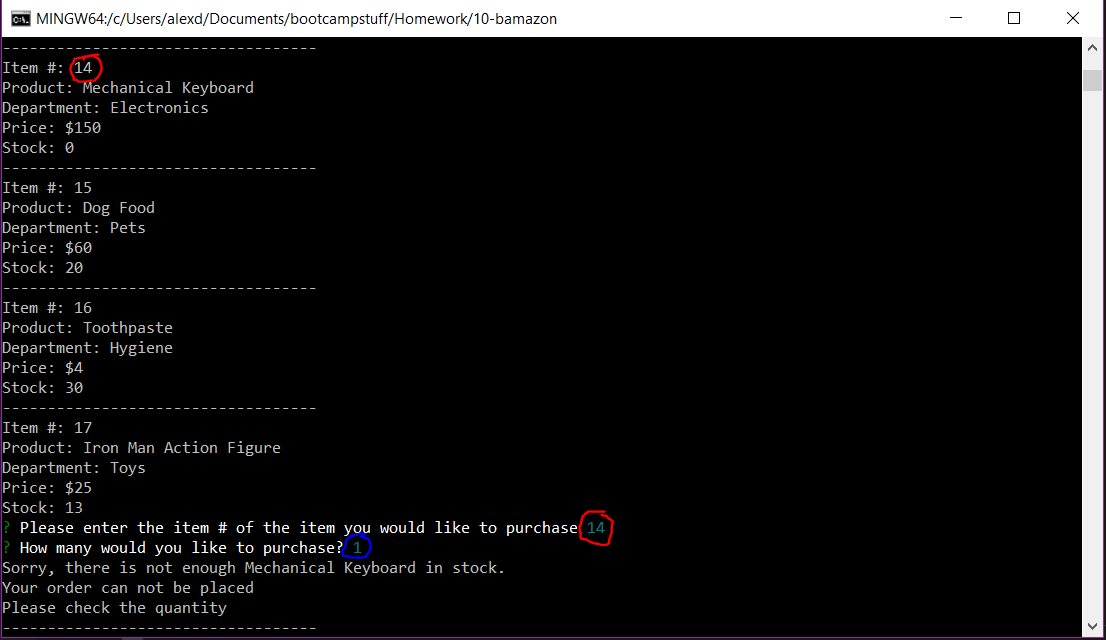 MINGW64:/c/Users/alexd/Documents/bootcampstuff/Homework/10-bamazon
-----------------------------------
Item #: 14
Product: Mechanical Keyboard
Department: Electronics
Price: $150
Stock: 0
-----------------------------------
Item #: 15
Product: Dog Food
Department: Pets
Price: $60
Stock: 20
-----------------------------------
Item #: 16
Product: Toothpaste
Department: Hygiene
Price: $4
Stock: 30
-----------------------------------
Item #: 17
Product: Iron Man Action Figure
Department: Toys
Price: $25
Stock: 13
? Please enter the item # of the item you would like to purchase 14
? How many would you like to purchase? 1
Sorry, there is not enough Mechanical Keyboard in stock.
Your order can not be placed
Please check the quantity
-----------------------------------